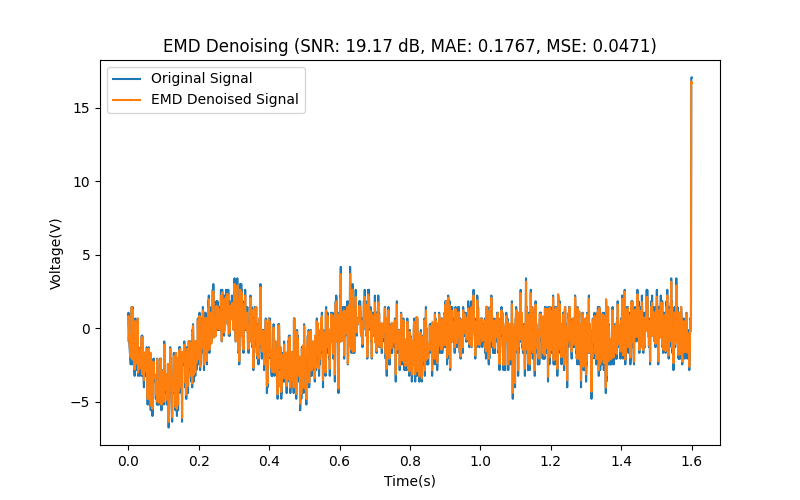 EMD Denoising (SNR: 19.17 dB, MAE: 0.1767, MSE: 0.0471)
Original Signal
EMD Denoised Signal
15
10
5
0
−5
Voltage(V)
0.0 0.2 0.4 0.6 0.8 1.0 1.2 1.4 1.6
Time(s)